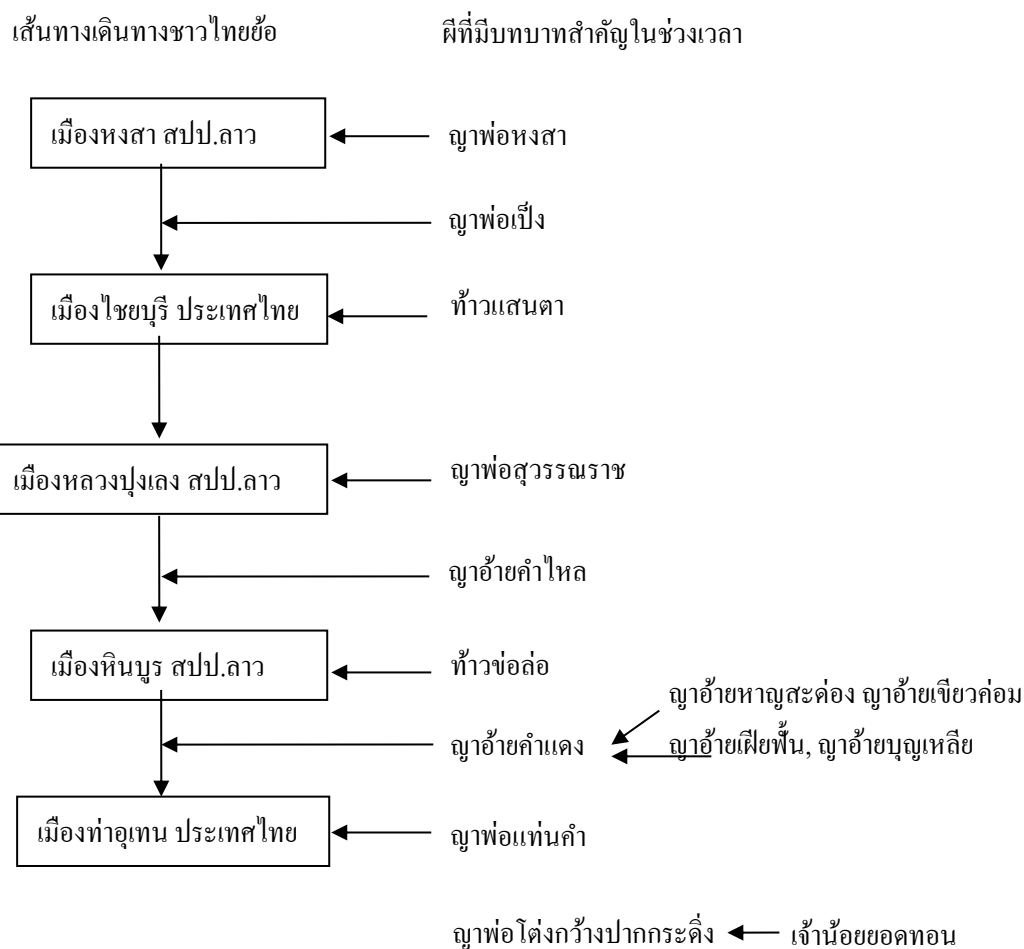 เส้นทางเดินทางชาวไทยย้อ ผีที่มีบทบาทสำคัญในช่วงเวลา
เมืองหงสา สปป.ลาว ญาพ่อหงสา
ญาพ่อเป็ง
เมืองไชยบุรี ประเทศไทย ท้าวแสนตา
เมืองหลวงปุงเลง สปป.ลาว ญาพ่อสุวรรณราช
ญาอ้ายคำไหล
เมืองหินบูร สปป.ลาว ท้าวข่อล่อ
ญาอ้ายหาญสะด่อง ญาอ้ายเขียวค่อม
ญาอ้ายคำแดง ญาอ้ายเฝียฟั้น, ญาอ้ายบุญเหลีย
เมืองท่าอุเทน ประเทศไทย ญาพ่อแท่นคำ
ญาพ่อโต่งกว้างปากกระดิ่ง เจ้าน้อยยอดทอน